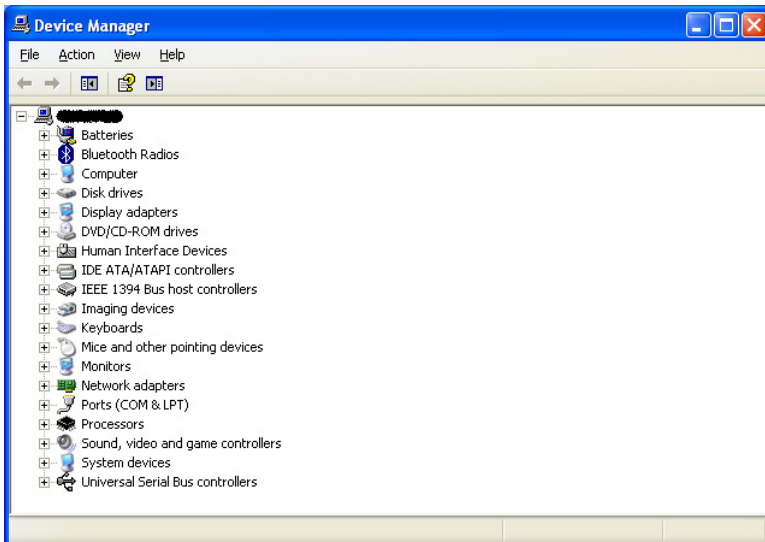 Device Manager
File Action View Help
Batteries
Bluetooth Radios
Computer
Disk drives
Display adapters
DVD/CD-ROM drives
Human Interface Devices
IDE ATA/ATAPI controllers
IEEE 1394 Bus host controllers
Imaging devices
Keyboards
Mice and other pointing devices
Monitors
Network adapters
Ports (COM & LPT)
Processors
Sound, video and game controllers
System devices
Universal Serial Bus controllers